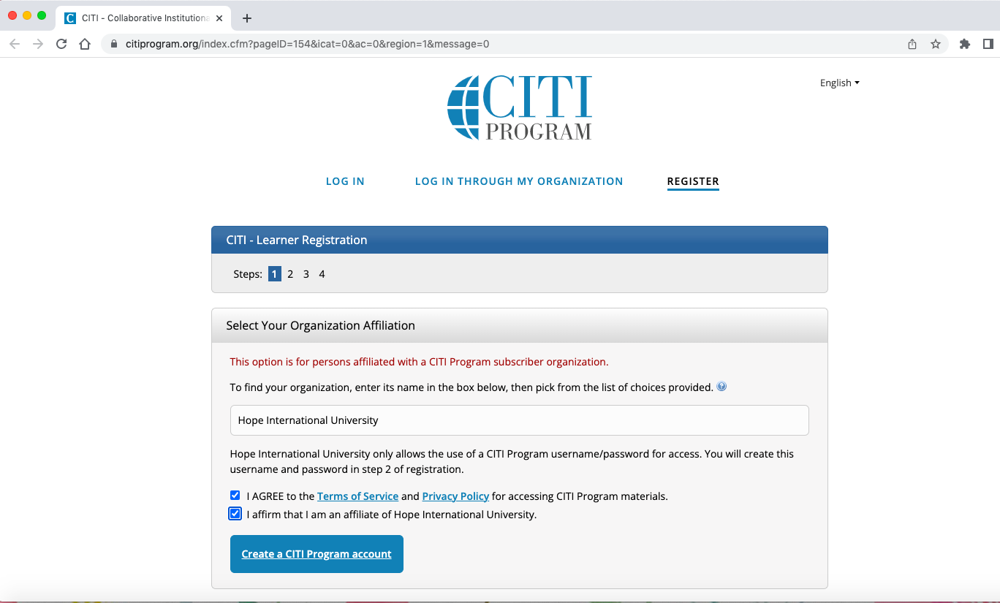 CITI - Collaborative Institutiona
citiprogram.org/index.cfm?pageID=154&icat=0&ac=0&region=1&message=0
CITI
PROGRAM
English
LOG IN LOG IN THROUGH MY ORGANIZATION REGISTER
CITI - Learner Registration
Steps: 1 2 3 4
Select Your Organization Affiliation
This option is for persons affiliated with a CITI Program subscriber organization.
To find your organization, enter its name in the box below, then pick from the list of choices provided. ?
Hope International University
Hope International University only allows the use of a CITI Program username/password for access. You will create this
username and password in step 2 of registration.
I AGREE to the Terms of Service and Privacy Policy for accessing CITI Program materials.
I affirm that I am an affiliate of Hope International University.
Create a CITI Program account